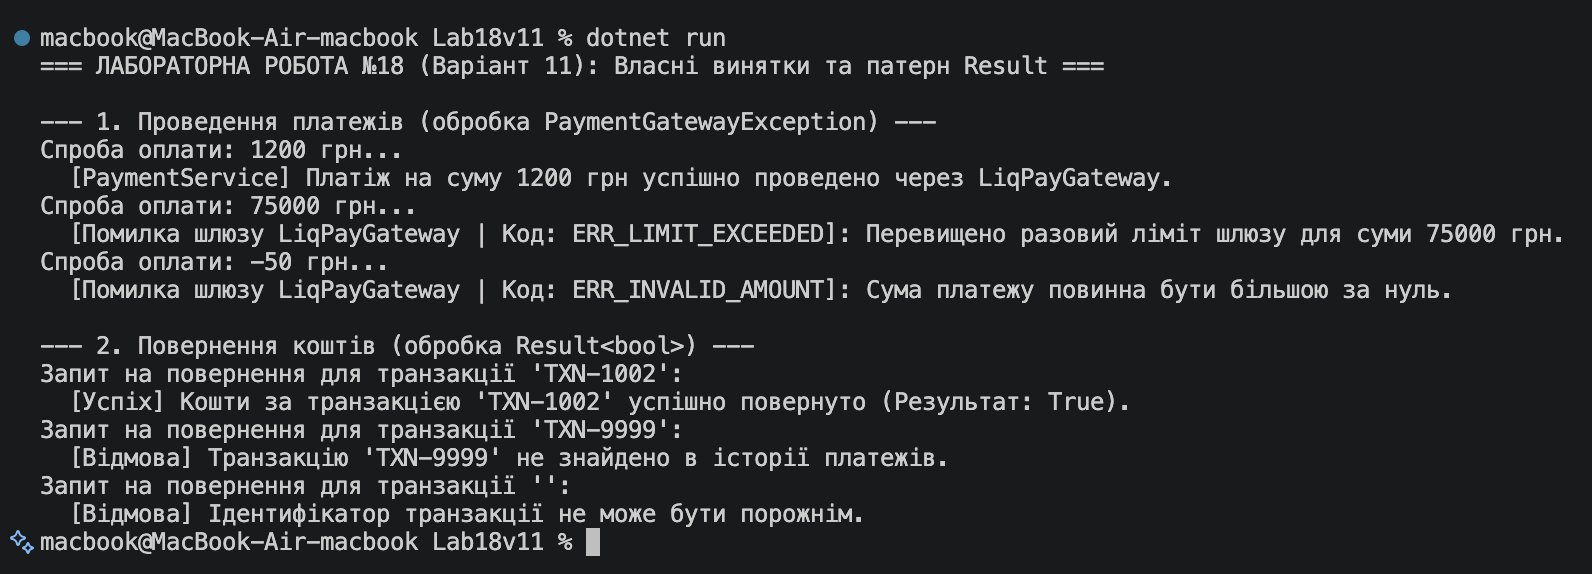 macbook@MacBook-Air-macbook Lab18v11 % dotnet run
=== ЛАБОРАТОРНА РОБОТА №18 (Варіант 11): Власні винятки та патерн Result ===
--- 1. Проведення платежів (обробка PaymentGatewayException) ---
Спроба оплати: 1200 грн...
  [PaymentService] Платіж на суму 1200 грн успішно проведено через LiqPayGateway.
Спроба оплати: 75000 грн...
  [Помилка шлюзу LiqPayGateway | Код: ERR_LIMIT_EXCEEDED]: Перевищено разовий ліміт шлюзу для суми 75000 грн.
Спроба оплати: -50 грн...
  [Помилка шлюзу LiqPayGateway | Код: ERR_INVALID_AMOUNT]: Сума платежу повинна бути більшою за нуль.
--- 2. Повернення коштів (обробка Result<bool>) ---
Запит на повернення для транзакції 'TXN-1002':
  [Успіх] Кошти за транзакцією 'TXN-1002' успішно повернуто (Результат: True).
Запит на повернення для транзакції 'TXN-9999':
  [Відмова] Транзакцію 'TXN-9999' не знайдено в історії платежів.
Запит на повернення для транзакції '':
  [Відмова] Ідентифікатор транзакції не може бути порожнім.
macbook@MacBook-Air-macbook Lab18v11 %